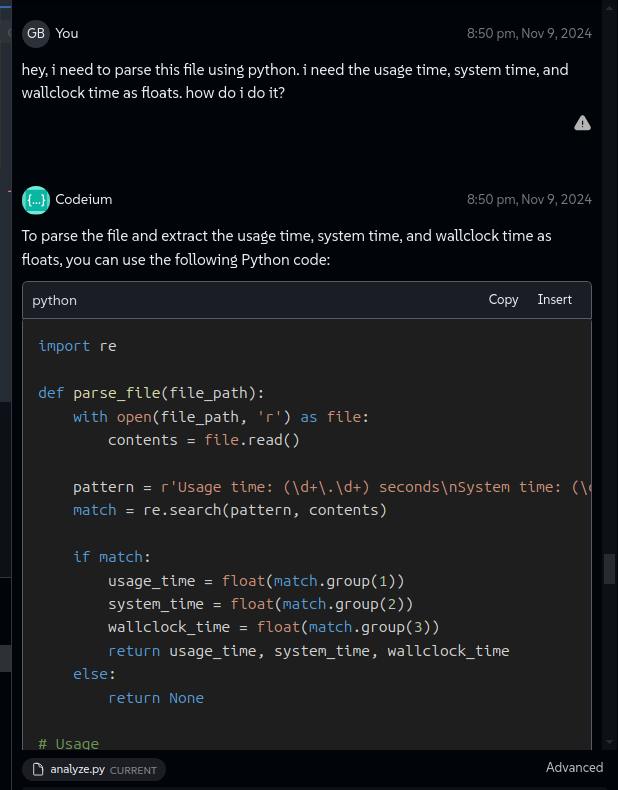 GB You 8:50 pm, Nov 9, 2024
hey, i need to parse this file using python. i need the usage time, system time, and
wallclock time as floats. how do i do it?
{...} Codeium 8:50 pm, Nov 9, 2024
To parse the file and extract the usage time, system time, and wallclock time as
floats, you can use the following Python code:
python Copy Insert
import re
def parse_file(file_path):
    with open(file_path, 'r') as file:
        contents = file.read()
    pattern = r'Usage time: (\d+\.\d+) seconds\nSystem time: (\
    match = re.search(pattern, contents)
    if match:
        usage_time = float(match.group(1))
        system_time = float(match.group(2))
        wallclock_time = float(match.group(3))
        return usage_time, system_time, wallclock_time
    else:
        return None
# Usage
analyze.py CURRENT Advanced